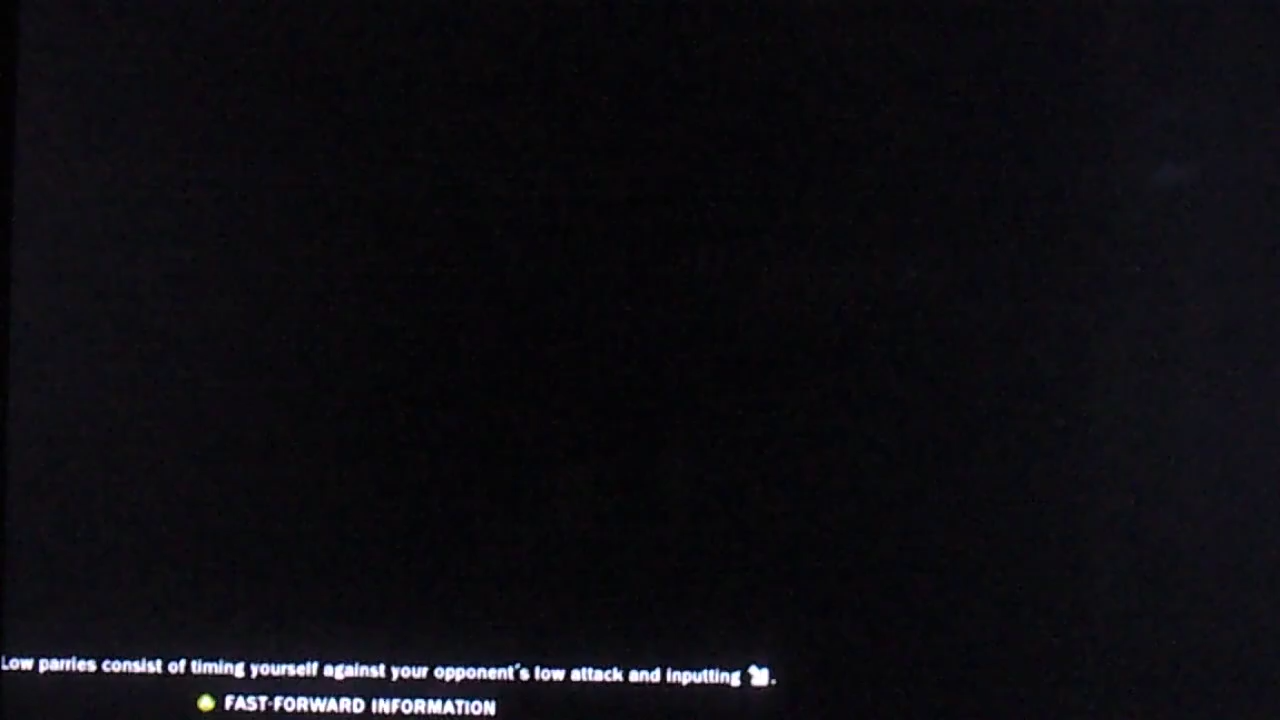 Low parries consist of timing yourself against your opponent's low attack and inputting ⬊.
FAST-FORWARD INFORMATION